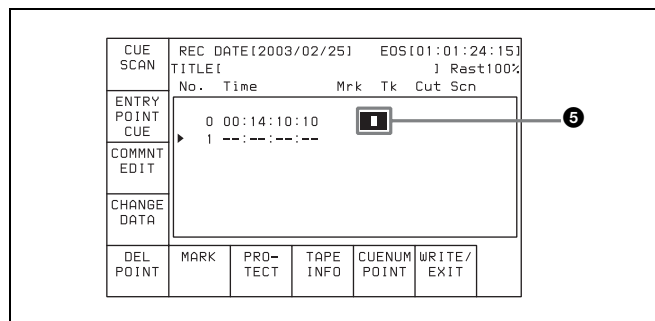 CUE
SCAN
REC DATE[2003/02/25] EOS[01:01:24:15]
TITLE[ ] Rast100%
No. Time Mrk Tk Cut Scn
ENTRY
POINT
CUE
0 00:14:10:10
❺
▶ 1 --:--:--:--
COMMNT
EDIT
CHANGE
DATA
DEL
POINT
MARK
PRO-
TECT
TAPE
INFO
CUENUM
POINT
WRITE/
EXIT